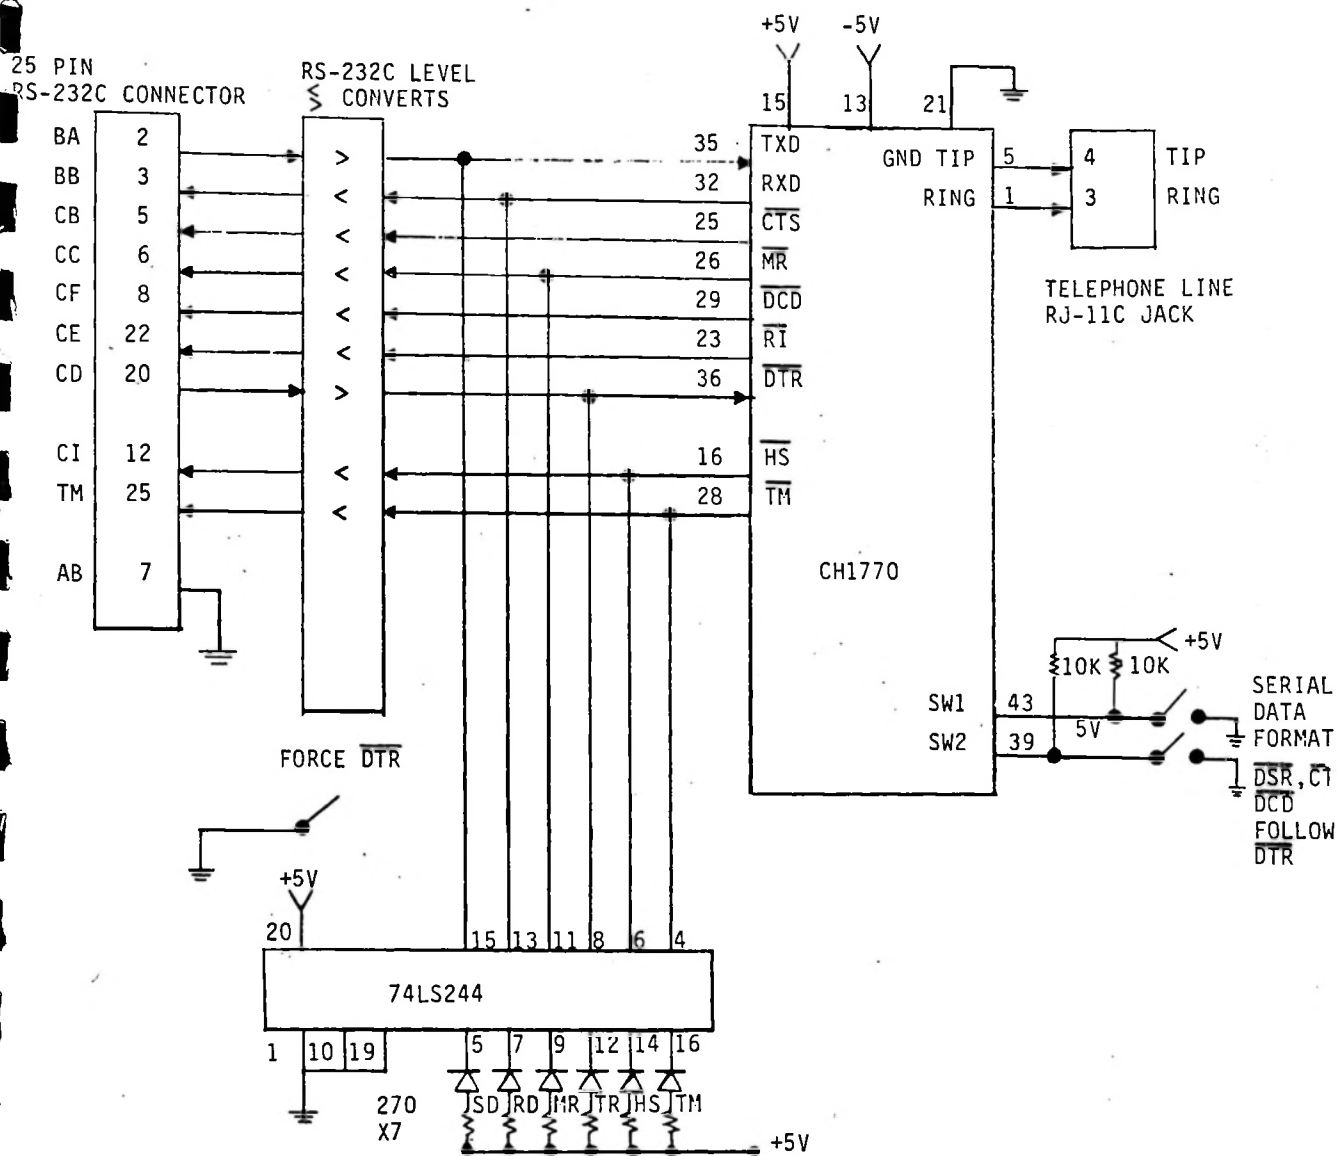 +5V -5V
25 PIN
RS-232C CONNECTOR
RS-232C LEVEL
CONVERTS
15 13 21
BA 2 > 35 TXD
BB 3 < 32 RXD
CB 5 < 25 CTS
CC 6 < 26 MR
CF 8 < 29 DCD
CE 22 < 23 RI
CD 20 > 36 DTR
CI 12 < 16 HS
TM 25 < 28 TM
AB 7
GND TIP 5 4 TIP
RING 1 3 RING
TELEPHONE LINE
RJ-11C JACK
CH1770
+5V
10K 10K
SW1 43
5V
SW2 39
SERIAL
DATA
FORMAT
DSR, CT
DCD
FOLLOW
DTR
FORCE DTR
+5V
20 15 13 11 8 6 4
74LS244
1 10 19 5 7 9 12 14 16
270
X7
SD RD MR TR HS TM
+5V